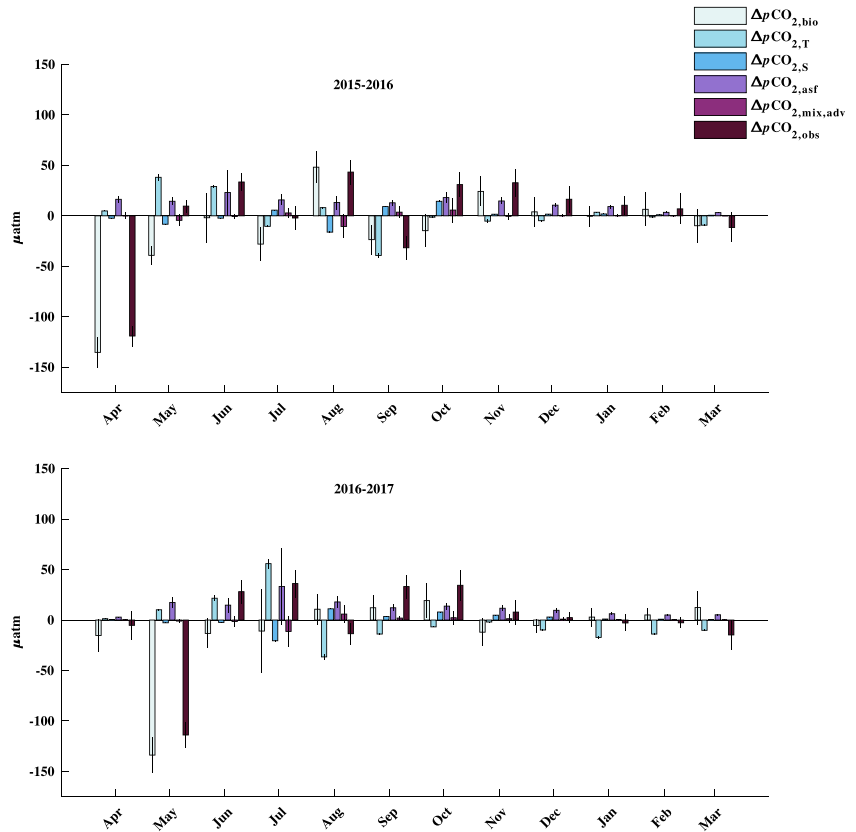 ΔpCO2,bio
ΔpCO2,T
ΔpCO2,S
ΔpCO2,asf
ΔpCO2,mix,adv
ΔpCO2,obs
2015-2016
150
100
50
0
-50
-100
-150
μatm
Apr May Jun Jul Aug Sep Oct Nov Dec Jan Feb Mar
2016-2017
150
100
50
0
-50
-100
-150
μatm
Apr May Jun Jul Aug Sep Oct Nov Dec Jan Feb Mar